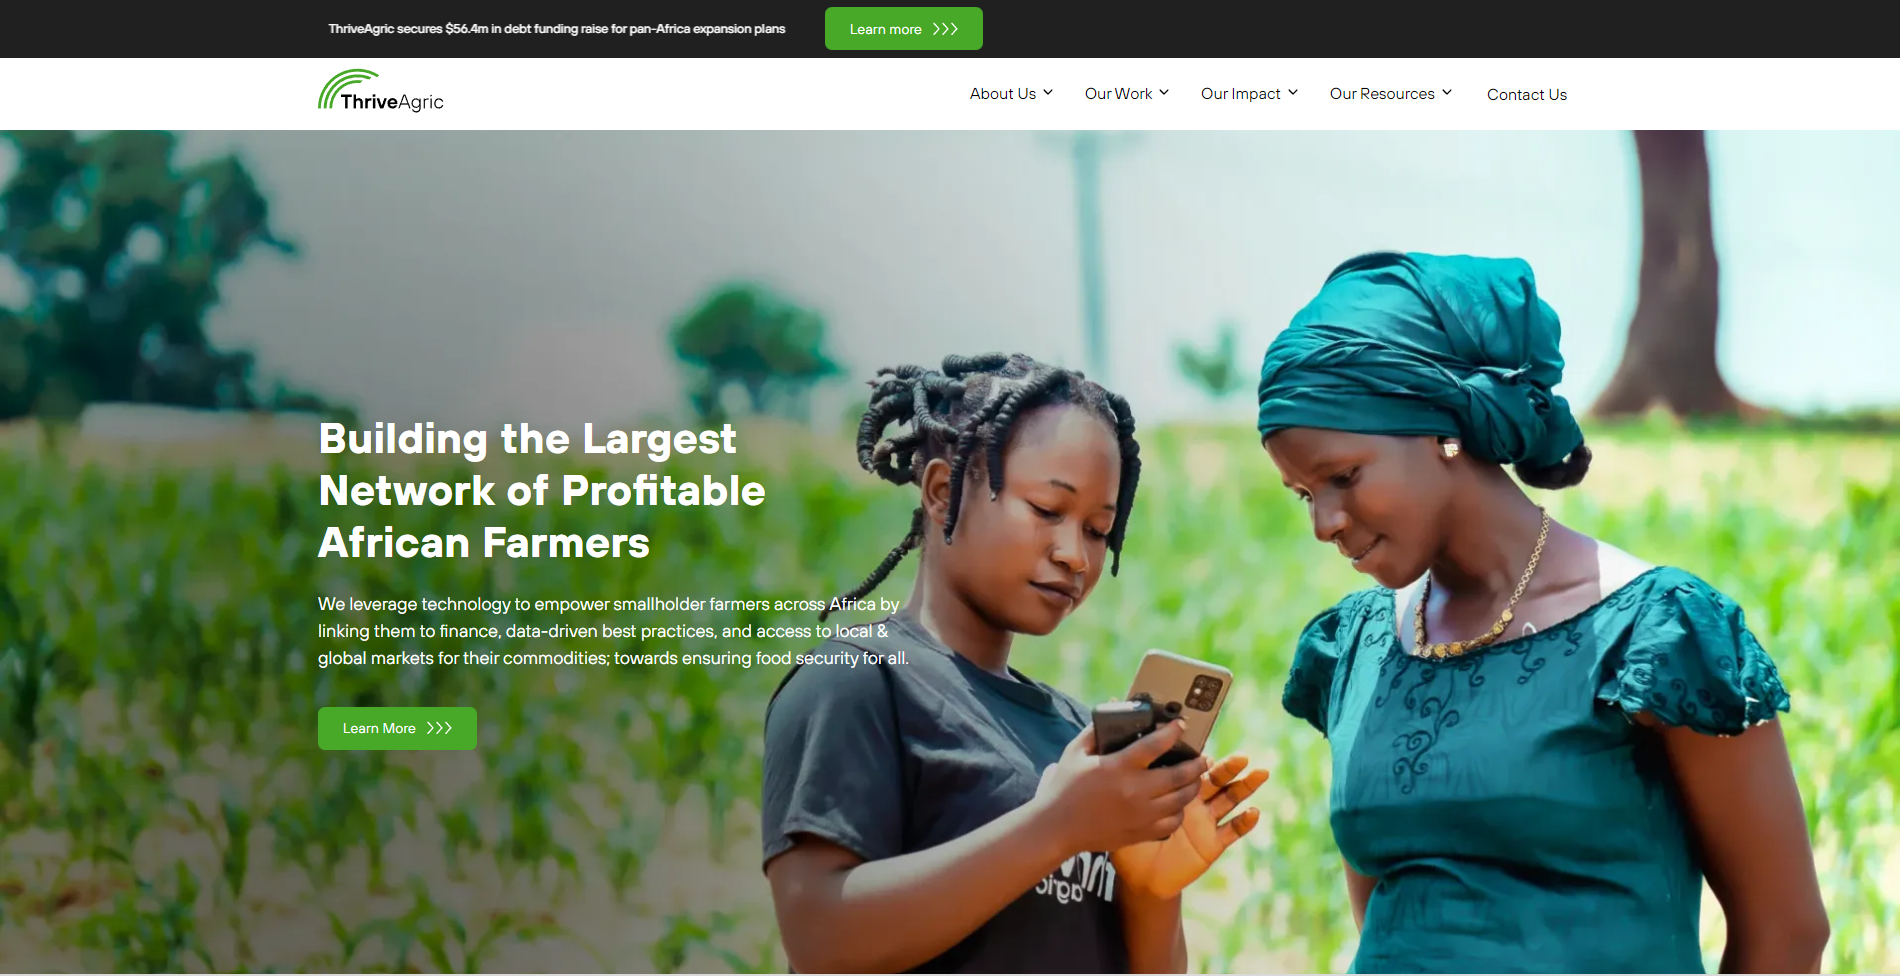 ThriveAgric secures $56.4m in debt funding raise for pan-Africa expansion plans
Learn more
ThriveAgric
About Us
Our Work
Our Impact
Our Resources
Contact Us
Building the Largest
Network of Profitable
African Farmers
We leverage technology to empower smallholder farmers across Africa by
linking them to finance, data-driven best practices, and access to local &
global markets for their commodities; towards ensuring food security for all.
Learn More
agric